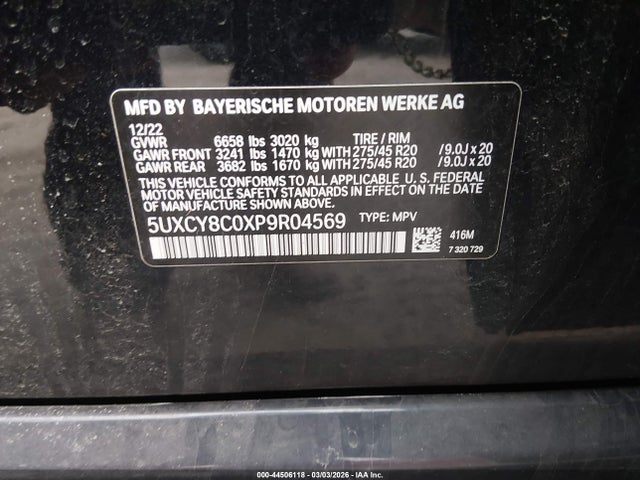 MFD BY BAYERISCHE MOTOREN WERKE AG
12/22
GVWR 6658 lbs 3020 kg TIRE / RIM
GAWR FRONT 3241 lbs 1470 kg WITH 275/45 R20 / 9.0J x 20
GAWR REAR 3682 lbs 1670 kg WITH 275/45 R20 / 9.0J x 20
THIS VEHICLE CONFORMS TO ALL APPLICABLE U. S. FEDERAL
MOTOR VEHICLE SAFETY STANDARDS IN EFFECT ON THE DATE
OF MANUFACTURE SHOWN ABOVE.
5UXCY8C0XP9R04569 TYPE: MPV
416M
7 320 729
000-44506118 | 03/03/2026 | IAA Inc.